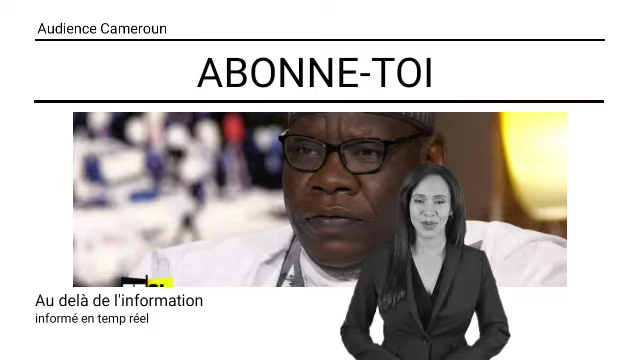 Audience Cameroun
ABONNE-TOI
Au delà de l'information
informé en temp réel